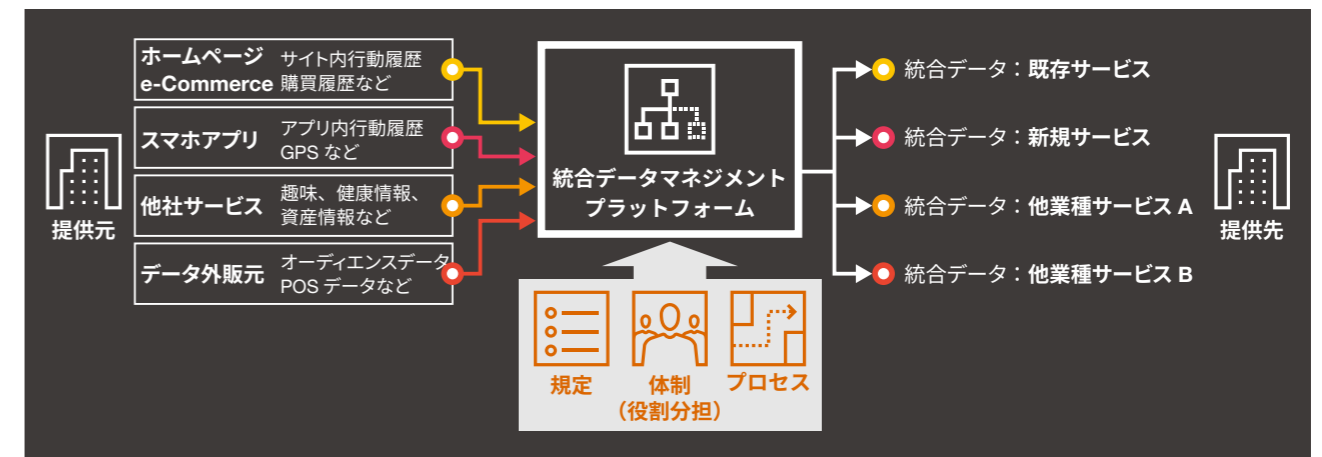 提供元
ホームページ
e-Commerce
サイト内行動履歴
購買履歴など
スマホアプリ
アプリ内行動履歴
GPS など
他社サービス
趣味、健康情報、
資産情報など
データ外販元
オーディエンスデータ
POS データなど
統合データマネジメント
プラットフォーム
規定
体制
（役割分担）
プロセス
統合データ：既存サービス
統合データ：新規サービス
統合データ：他業種サービス A
統合データ：他業種サービス B
提供先